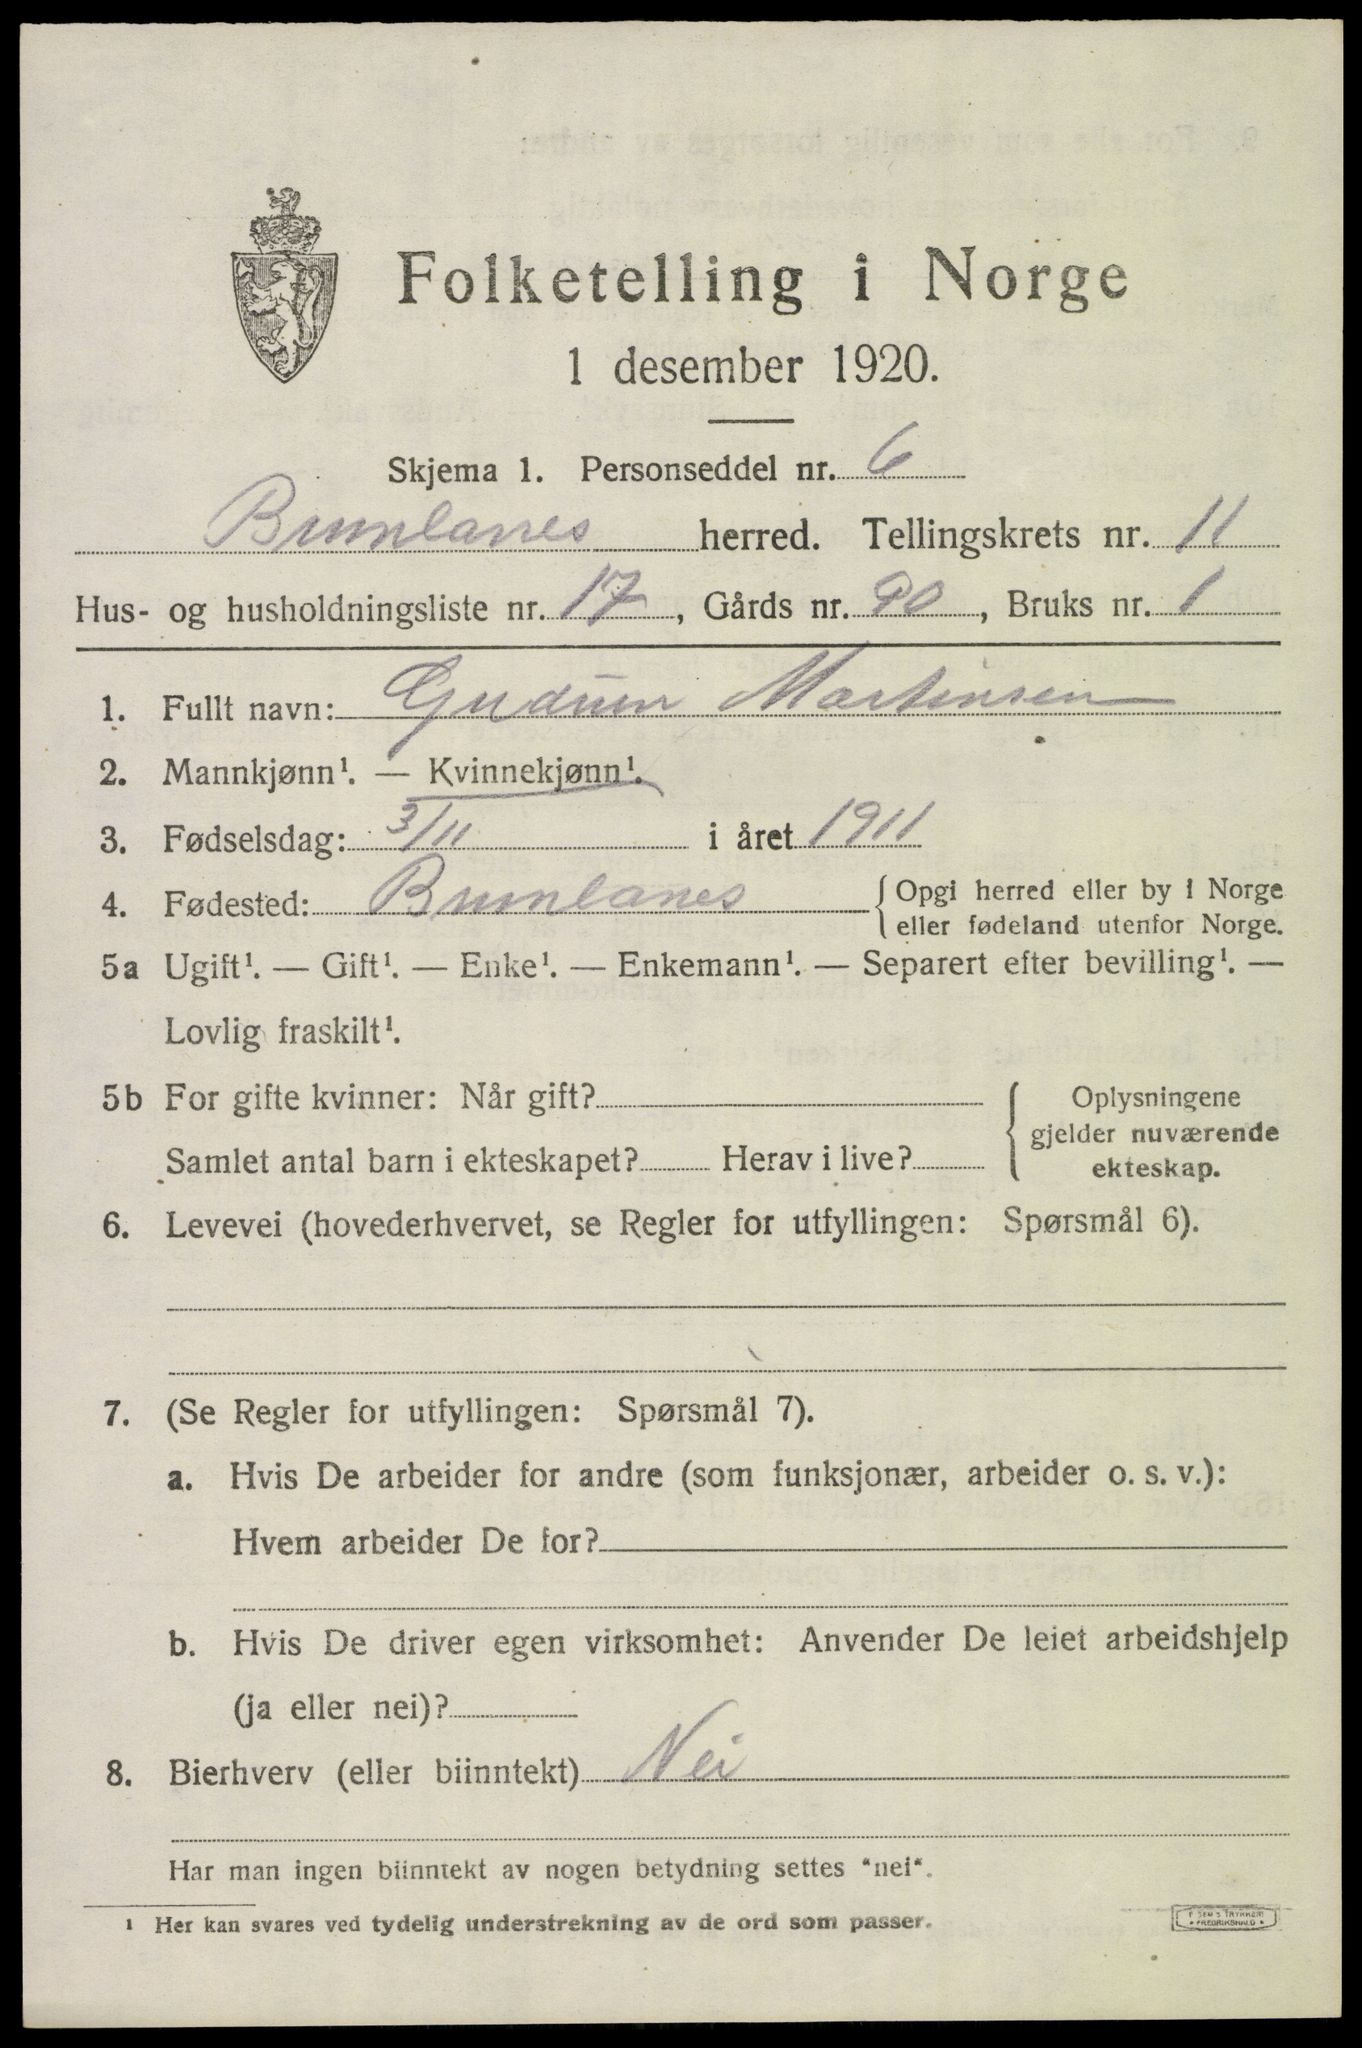 Folketelling i Norge
1 desember 1920.
Skjema 1. Personseddel nr. 6
Brunlanes herred. Tellingskrets nr. 11
Hus- og husholdningsliste nr. 17, Gårds nr. 90, Bruks nr. 1
1. Fullt navn: Gudrun Martinsen
2. Mannkjønn¹. — Kvinnekjønn¹.
3. Fødselsdag: 3/11 i året 1911
4. Fødested: Brunlanes { Opgi herred eller by i Norge
eller fødeland utenfor Norge.
5a Ugift¹. — Gift¹. — Enke¹. — Enkemann¹. — Separert efter bevilling¹. —
Lovlig fraskilt¹.
5b For gifte kvinner: Når gift?
Samlet antal barn i ekteskapet? Herav i live?
{ Oplysningene
gjelder nuværende
ekteskap.
6. Levevei (hovederhvervet, se Regler for utfyllingen: Spørsmål 6).
7. (Se Regler for utfyllingen: Spørsmål 7).
a. Hvis De arbeider for andre (som funksjonær, arbeider o. s. v.):
Hvem arbeider De for?
b. Hvis De driver egen virksomhet: Anvender De leiet arbeidshjelp
(ja eller nei)?
8. Bierhverv (eller biinntekt) Nei
Har man ingen biinntekt av nogen betydning settes "nei".
¹ Her kan svares ved tydelig understrekning av de ord som passer.
TRYKKERI
FREDRIKSHALD